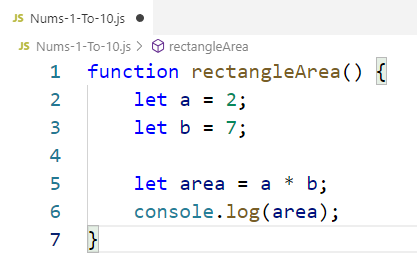 JS Nums-1-To-10.js ●
JS Nums-1-To-10.js > rectangleArea
1 function rectangleArea() {
2     let a = 2;
3     let b = 7;
4
5     let area = a * b;
6     console.log(area);
7 }